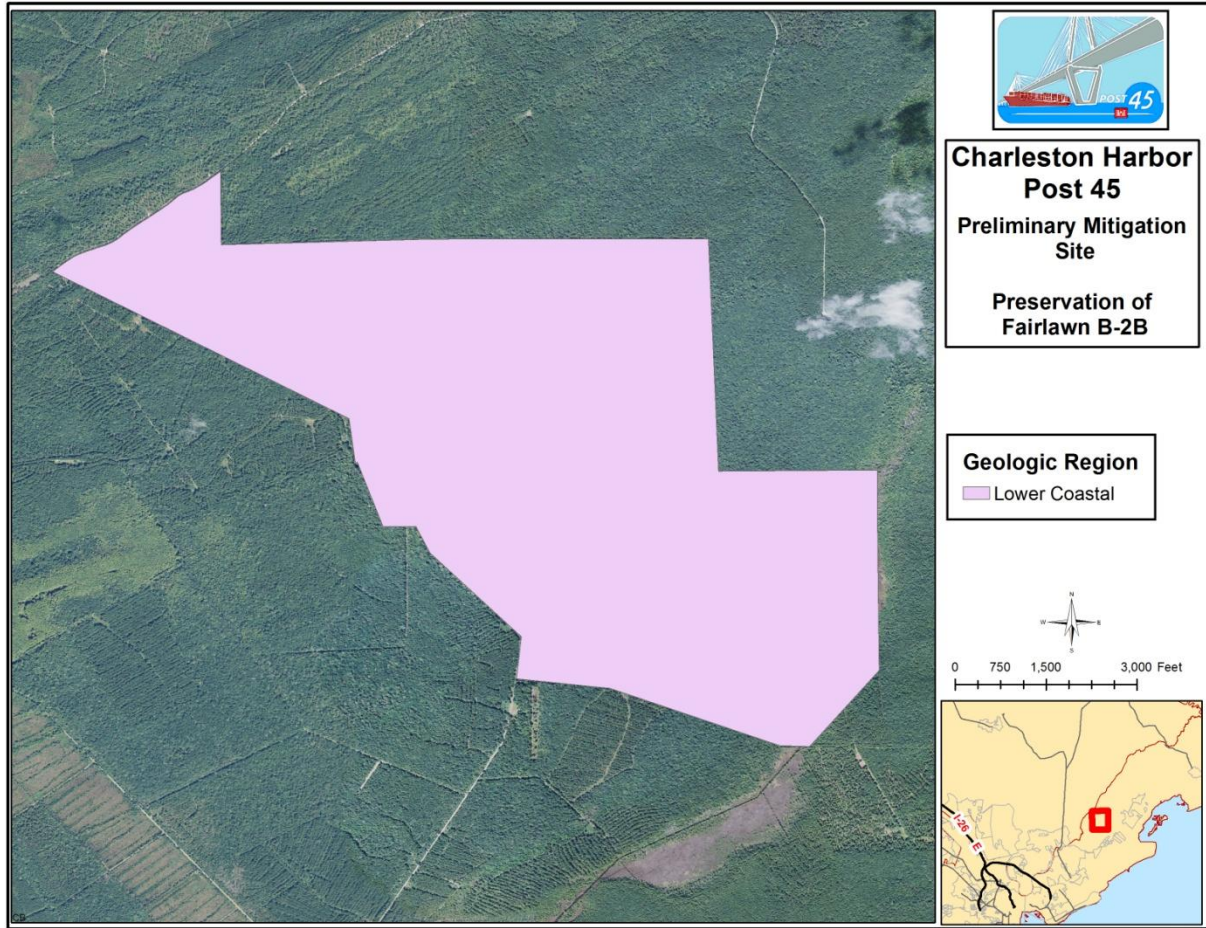 POST 45
Charleston Harbor
Post 45
Preliminary Mitigation
Site
Preservation of
Fairlawn B-2B
Geologic Region
Lower Coastal
N
W E
S
0 750 1,500 3,000 Feet
I-26 E